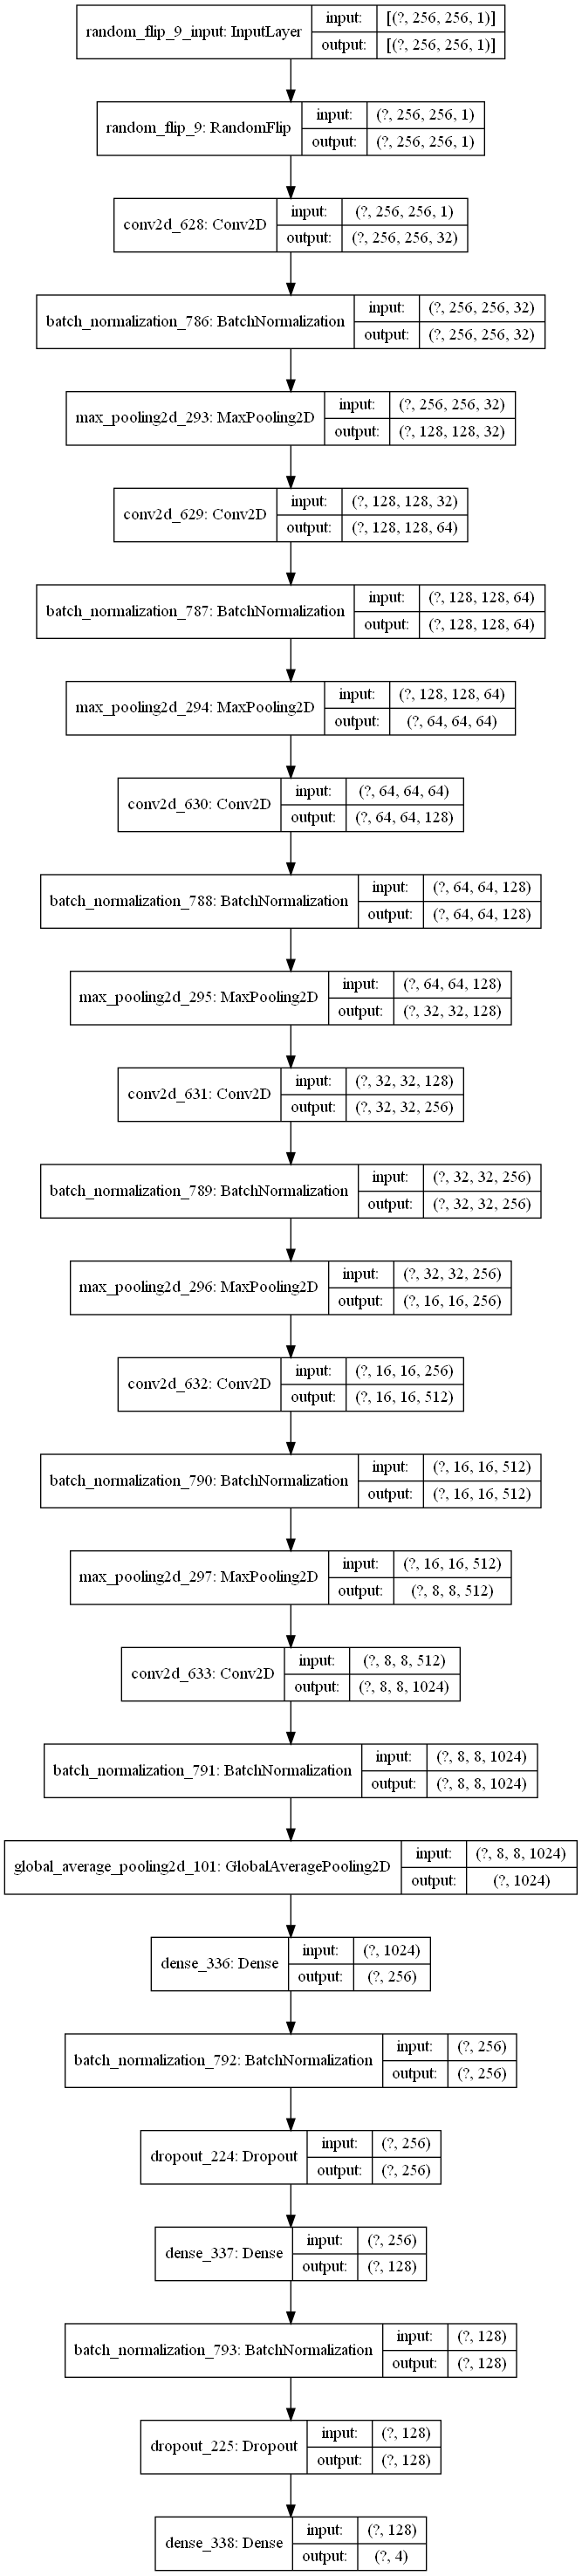 random_flip_9_input: InputLayer
input: [(?, 256, 256, 1)]
output: [(?, 256, 256, 1)]
random_flip_9: RandomFlip
input: (?, 256, 256, 1)
output: (?, 256, 256, 1)
conv2d_628: Conv2D
input: (?, 256, 256, 1)
output: (?, 256, 256, 32)
batch_normalization_786: BatchNormalization
input: (?, 256, 256, 32)
output: (?, 256, 256, 32)
max_pooling2d_293: MaxPooling2D
input: (?, 256, 256, 32)
output: (?, 128, 128, 32)
conv2d_629: Conv2D
input: (?, 128, 128, 32)
output: (?, 128, 128, 64)
batch_normalization_787: BatchNormalization
input: (?, 128, 128, 64)
output: (?, 128, 128, 64)
max_pooling2d_294: MaxPooling2D
input: (?, 128, 128, 64)
output: (?, 64, 64, 64)
conv2d_630: Conv2D
input: (?, 64, 64, 64)
output: (?, 64, 64, 128)
batch_normalization_788: BatchNormalization
input: (?, 64, 64, 128)
output: (?, 64, 64, 128)
max_pooling2d_295: MaxPooling2D
input: (?, 64, 64, 128)
output: (?, 32, 32, 128)
conv2d_631: Conv2D
input: (?, 32, 32, 128)
output: (?, 32, 32, 256)
batch_normalization_789: BatchNormalization
input: (?, 32, 32, 256)
output: (?, 32, 32, 256)
max_pooling2d_296: MaxPooling2D
input: (?, 32, 32, 256)
output: (?, 16, 16, 256)
conv2d_632: Conv2D
input: (?, 16, 16, 256)
output: (?, 16, 16, 512)
batch_normalization_790: BatchNormalization
input: (?, 16, 16, 512)
output: (?, 16, 16, 512)
max_pooling2d_297: MaxPooling2D
input: (?, 16, 16, 512)
output: (?, 8, 8, 512)
conv2d_633: Conv2D
input: (?, 8, 8, 512)
output: (?, 8, 8, 1024)
batch_normalization_791: BatchNormalization
input: (?, 8, 8, 1024)
output: (?, 8, 8, 1024)
global_average_pooling2d_101: GlobalAveragePooling2D
input: (?, 8, 8, 1024)
output: (?, 1024)
dense_336: Dense
input: (?, 1024)
output: (?, 256)
batch_normalization_792: BatchNormalization
input: (?, 256)
output: (?, 256)
dropout_224: Dropout
input: (?, 256)
output: (?, 256)
dense_337: Dense
input: (?, 256)
output: (?, 128)
batch_normalization_793: BatchNormalization
input: (?, 128)
output: (?, 128)
dropout_225: Dropout
input: (?, 128)
output: (?, 128)
dense_338: Dense
input: (?, 128)
output: (?, 4)